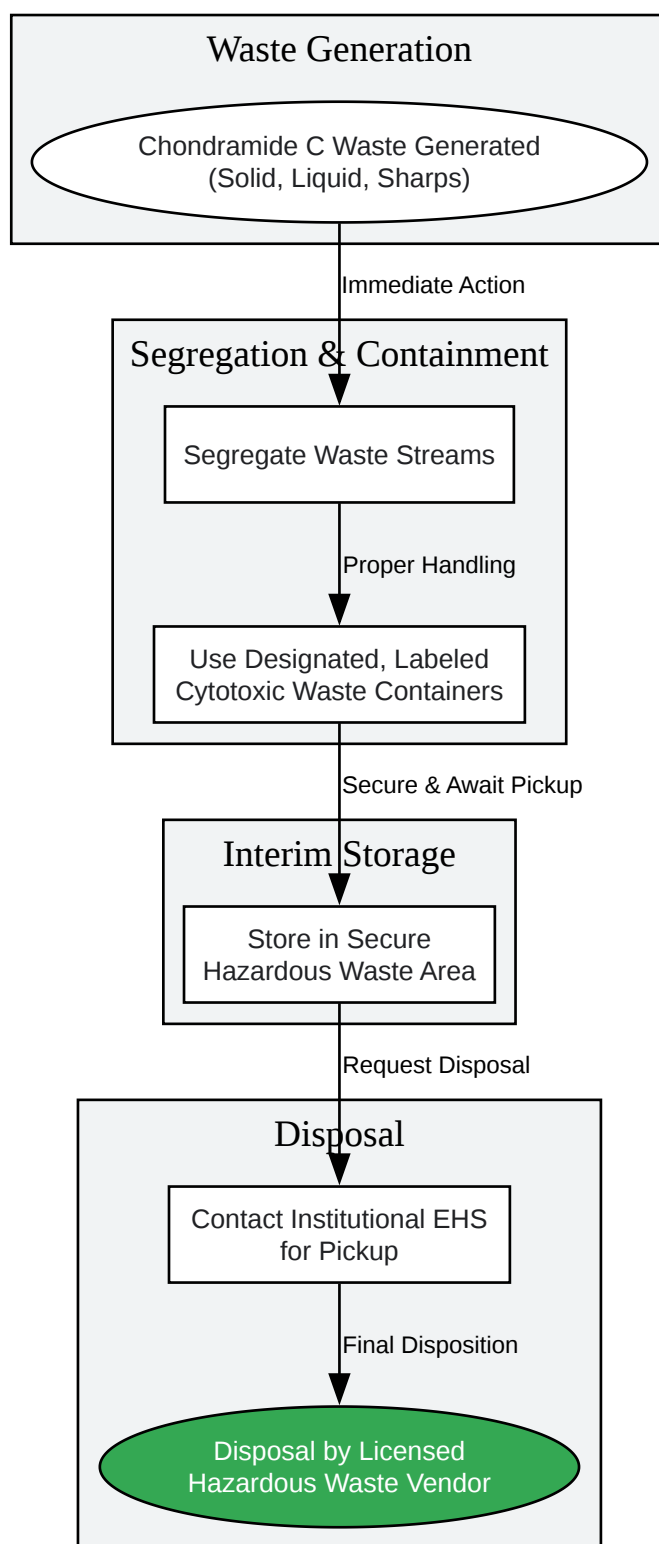 Waste Generation
Chondramide C Waste Generated
(Solid, Liquid, Sharps)
Immediate Action
Segregation & Containment
Segregate Waste Streams
Proper Handling
Use Designated, Labeled
Cytotoxic Waste Containers
Secure & Await Pickup
Interim Storage
Store in Secure
Hazardous Waste Area
Request Disposal
Disposal
Contact Institutional EHS
for Pickup
Final Disposition
Disposal by Licensed
Hazardous Waste Vendor